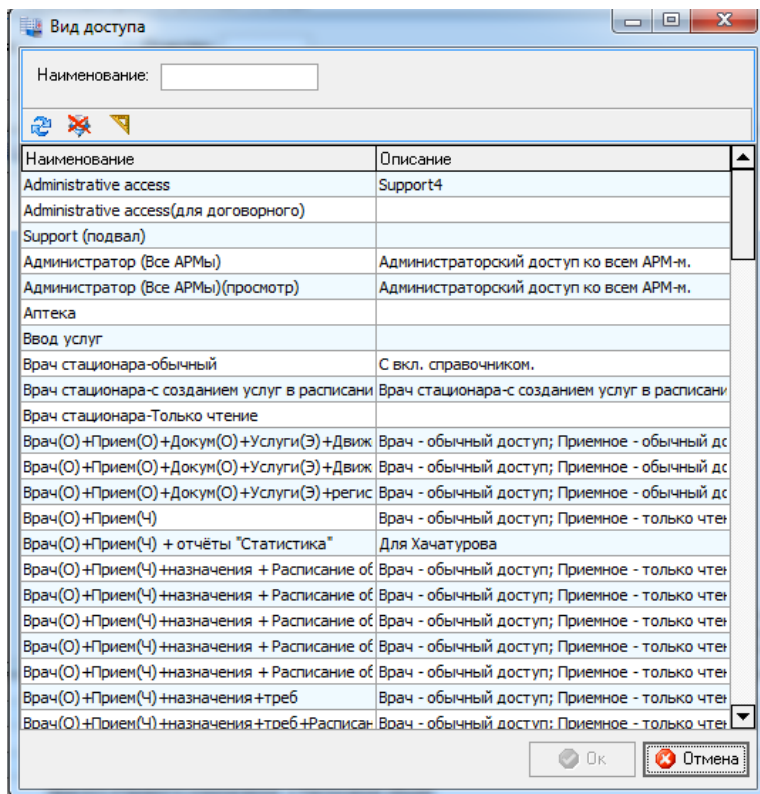 Вид доступа
Наименование:
Наименование Описание
Administrative access Support4
Administrative access(для договорного)
Support (подвал)
Администратор (Все АРМы) Администраторский доступ ко всем АРМ-м.
Администратор (Все АРМы)(просмотр) Администраторский доступ ко всем АРМ-м.
Аптека
Ввод услуг
Врач стационара-обычный С вкл. справочником.
Врач стационара-с созданием услуг в расписани Врач стационара-с созданием услуг в расписани
Врач стационара-Только чтение
Врач(О)+Прием(О)+Докум(О)+Услуги(Э)+Движ Врач - обычный доступ; Приемное - обычный дс
Врач(О)+Прием(О)+Докум(О)+Услуги(Э)+Движ Врач - обычный доступ; Приемное - обычный дс
Врач(О)+Прием(О)+Докум(О)+Услуги(Э)+регис Врач - обычный доступ; Приемное - обычный дс
Врач(О)+Прием(Ч) Врач - обычный доступ; Приемное - только чтен
Врач(О)+Прием(Ч) + отчёты "Статистика" Для Хачатурова
Врач(О)+Прием(Ч)+назначения + Расписание об Врач - обычный доступ; Приемное - только чтен
Врач(О)+Прием(Ч)+назначения + Расписание об Врач - обычный доступ; Приемное - только чтен
Врач(О)+Прием(Ч)+назначения + Расписание об Врач - обычный доступ; Приемное - только чтен
Врач(О)+Прием(Ч)+назначения + Расписание об Врач - обычный доступ; Приемное - только чтен
Врач(О)+Прием(Ч)+назначения + Расписание об Врач - обычный доступ; Приемное - только чтен
Врач(О)+Прием(Ч)+назначения+треб Врач - обычный доступ; Приемное - только чтен
Врач(О)+Прием(Ч)+назначения+треб+Расписан Врач - обычный доступ; Приемное - только чтен
Ок Отмена